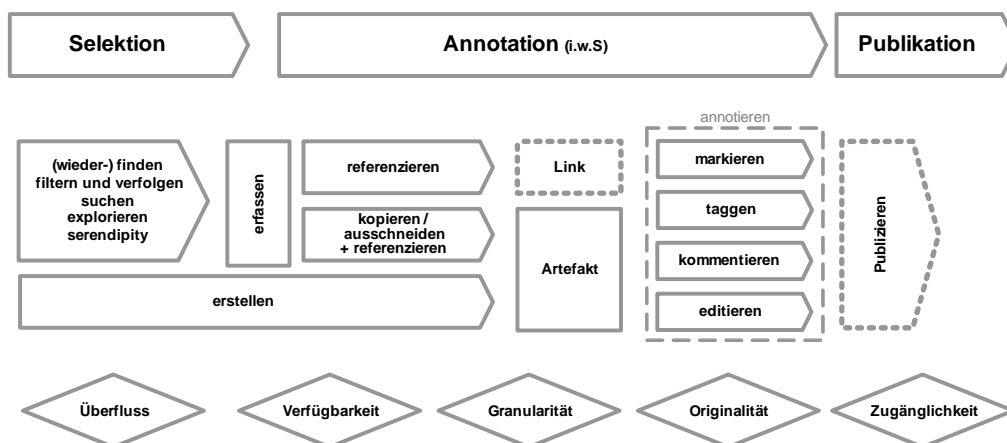 Selektion
Annotation (i.w.S)
Publikation
annotieren
(wieder-) finden
filtern und verfolgen
suchen
explorieren
serendipity
erfassen
referenzieren
kopieren /
ausschneiden
+ referenzieren
erstellen
Link
Artefakt
markieren
taggen
kommentieren
editieren
Publizieren
Überfluss
Verfügbarkeit
Granularität
Originalität
Zugänglichkeit